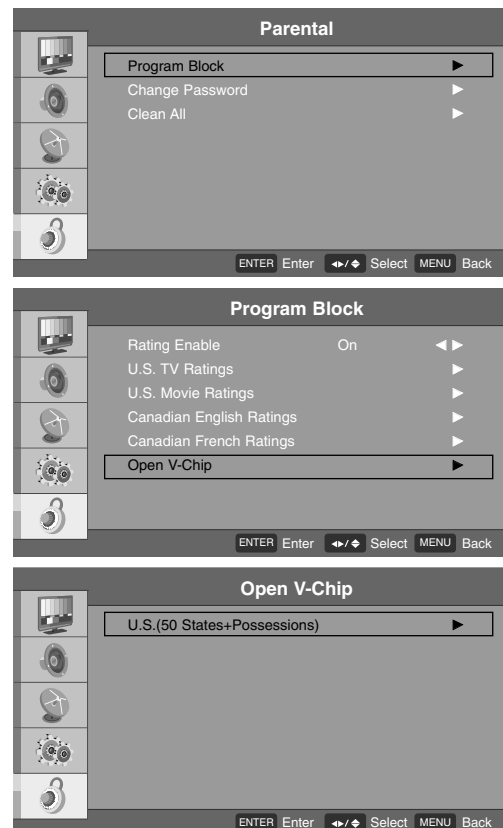 Parental
Program Block
Change Password
Clean All
ENTER Enter Select MENU Back
Program Block
Rating Enable On
U.S. TV Ratings
U.S. Movie Ratings
Canadian English Ratings
Canadian French Ratings
Open V-Chip
ENTER Enter Select MENU Back
Open V-Chip
U.S.(50 States+Possessions)
ENTER Enter Select MENU Back